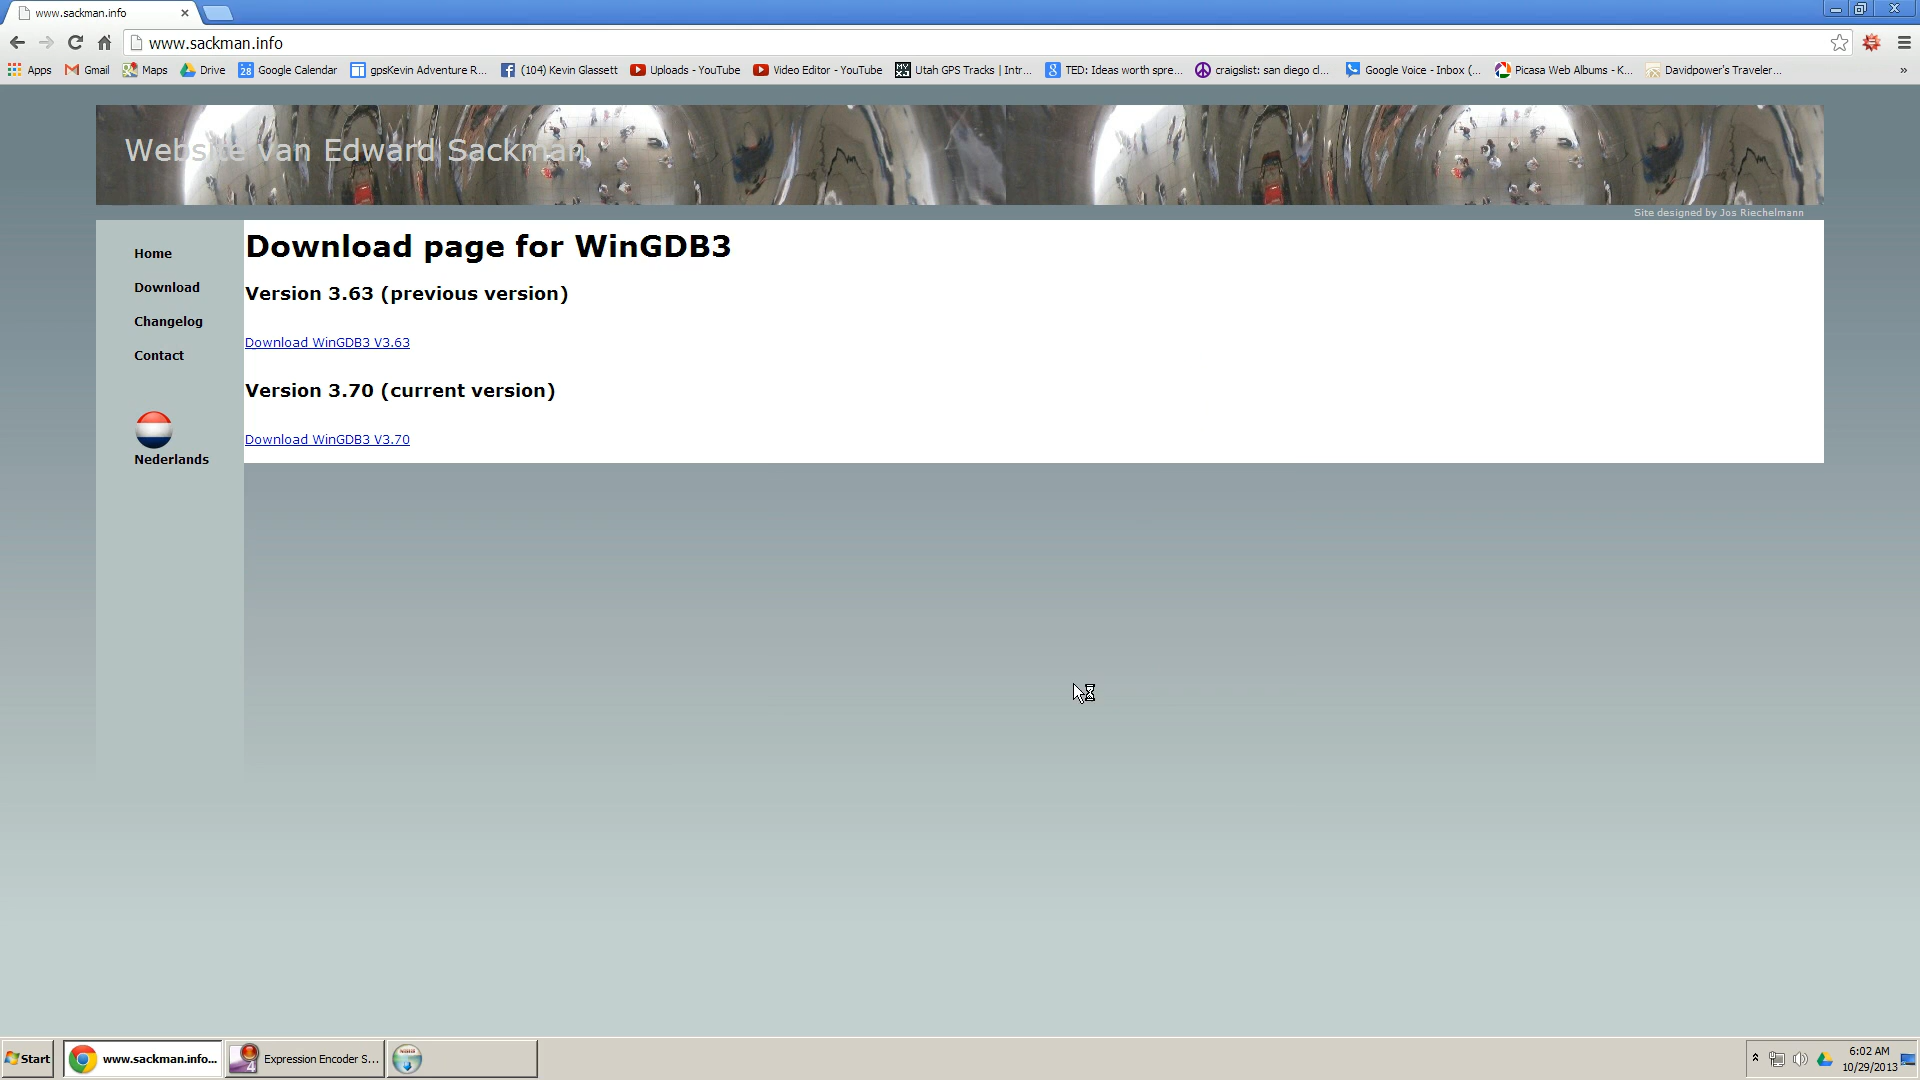 www.sackman.info
www.sackman.info
Apps Gmail Maps Drive Google Calendar gpsKevin Adventure R... (104) Kevin Glassett Uploads - YouTube Video Editor - YouTube Utah GPS Tracks | Intr... TED: Ideas worth spre... craigslist: san diego cl... Google Voice - Inbox (... Picasa Web Albums - K... Davidpower's Traveler... »
Website van Edward Sackman
Site designed by Jos Riechelmann
Home
Download
Changelog
Contact
Nederlands
Download page for WinGDB3
Version 3.63 (previous version)
Download WinGDB3 V3.63
Version 3.70 (current version)
Download WinGDB3 V3.70
Start www.sackman.info... Expression Encoder S...
6:02 AM
10/29/2013